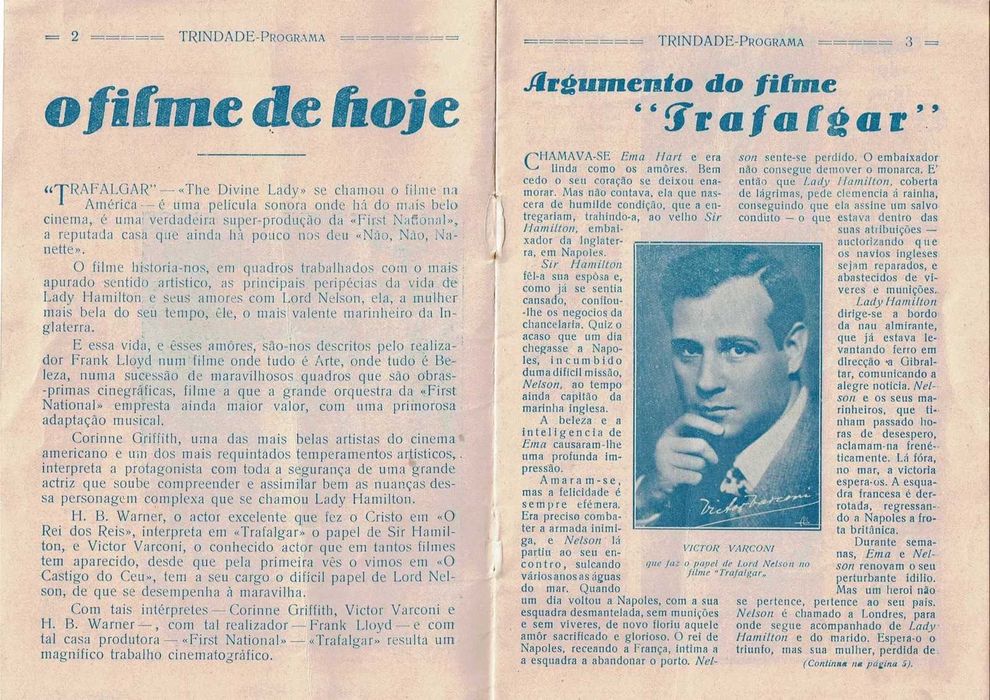 2 TRINDADE-PROGRAMA
o filme de hoje
“TRAFALGAR” — «The Divine Lady» se chamou o filme na
América — é uma película sonora onde há do mais belo
cinema, é uma verdadeira super-produção da «First National»,
a reputada casa que ainda há pouco nos deu «Não, Não, Na-
nette».
O filme historia-nos, em quadros trabalhados com o mais
apurado sentido artistico, as principais peripécias da vida de
Lady Hamilton e seus amores com Lord Nelson, ela, a mulher
mais bela do seu tempo, êle, o mais valente marinheiro da In-
glaterra.
E essa vida, e êsses amôres, são-nos descritos pelo realiza-
dor Frank Lloyd num filme onde tudo é Arte, onde tudo é Be-
leza, numa sucessão de maravilhosos quadros que são obras-
-primas cinegráficas, filme a que a grande orquestra da «First
National» empresta ainda maior valor, com uma primorosa
adaptação musical.
Corinne Griffith, uma das mais belas artistas do cinema
americano e um dos mais requintados temperamentos artísticos,
interpreta a protagonista com toda a segurança de uma grande
actriz que soube compreender e assimilar bem as nuanças des-
sa personagem complexa que se chamou Lady Hamilton.
H. B. Warner, o actor excelente que fez o Cristo em «O
Rei dos Reis», interpreta em «Trafalgar» o papel de Sir Hamil-
ton, e Victor Varconi, o conhecido actor que em tantos filmes
tem aparecido, desde que pela primeira vês o vimos em «O
Castigo do Ceu», tem a seu cargo o difícil papel de Lord Nel-
son, de que se desempenha à maravilha.
Com tais intérpretes — Corinne Griffith, Victor Varconi e
H. B. Warner —, com tal realizador — Frank Lloyd — e com
tal casa produtora — «First National» — «Trafalgar» resulta um
magnífico trabalho cinematográfico.
TRINDADE-PROGRAMA 3
Argumento do filme
“Trafalgar”
CHAMAVA-SE Ema Hart e era
linda como os amôres. Bem
cedo o seu coração se deixou ena-
morar. Mas não contava, ela que nas-
cera de humilde condição, que a en-
tregariam, trahindo-a, ao velho Sir
Hamilton, embai-
xador da Inglater-
ra, em Napoles.
Sir Hamilton
fêl-a sua espôsa e,
como já se sentia
cansado, confiou-
-lhe os negocios da
chancelaria. Quiz o
acaso que um dia
chegasse a Napo-
les, incumbido
duma difícil missão,
Nelson, ao tempo
ainda capitão da
marinha inglesa.
A beleza e a
inteligencia de
Ema causaram-lhe
uma profunda im-
pressão.
Amaram-se,
mas a felicidade é
sempre efémera.
Era preciso comba-
ter a armada inimi-
ga, e Nelson lá
partiu ao seu en-
contro, sulcando
vários anos as águas
do mar. Quando
um dia voltou a Napoles, com a sua
esquadra desmantelada, sem munições
e sem viveres, de novo floriu aquele
amôr sacrificado e glorioso. O rei de
Napoles, receando a França, intima a
a esquadra a abandonar o porto. Nel-
son sente-se perdido. O embaixador
não consegue demover o monarca. E'
então que Lady Hamilton, coberta
de lágrimas, pede clemencia á raínha,
conseguindo que ela assine um salvo
conduto — o que estava dentro das
suas atribuições —
auctorizando que
os navios ingleses
sejam reparados, e
abastecidos de ví-
veres e munições.
Lady Hamilton
dirige-se a bordo
da nau almirante,
que já estava le-
vantando ferro em
direcção a Gibral-
tar, comunicando a
alegre noticia. Nel-
son e os seus ma-
rinheiros, que ti-
nham passado ho-
ras de desespero,
aclamam-na frené-
ticamente. Lá fóra,
no mar, a victoria
espera-os. A esqua-
dra francesa é der-
rotada, regressan-
do a Napoles a fro-
ta britânica.
Durante sema-
nas, Ema e Nel-
son renovam o seu
perturbante idílio.
Mas um heroi não
se pertence, pertence ao seu país.
Nelson é chamado a Londres, para
onde segue acompanhado de Lady
Hamilton e do marido. Espera-o o
triunfo, mas sua mulher, perdida de
(Continua na página 5).
Victor Varconi
VICTOR VARCONI
que faz o papel de Lord Nelson no
filme "Trafalgar„